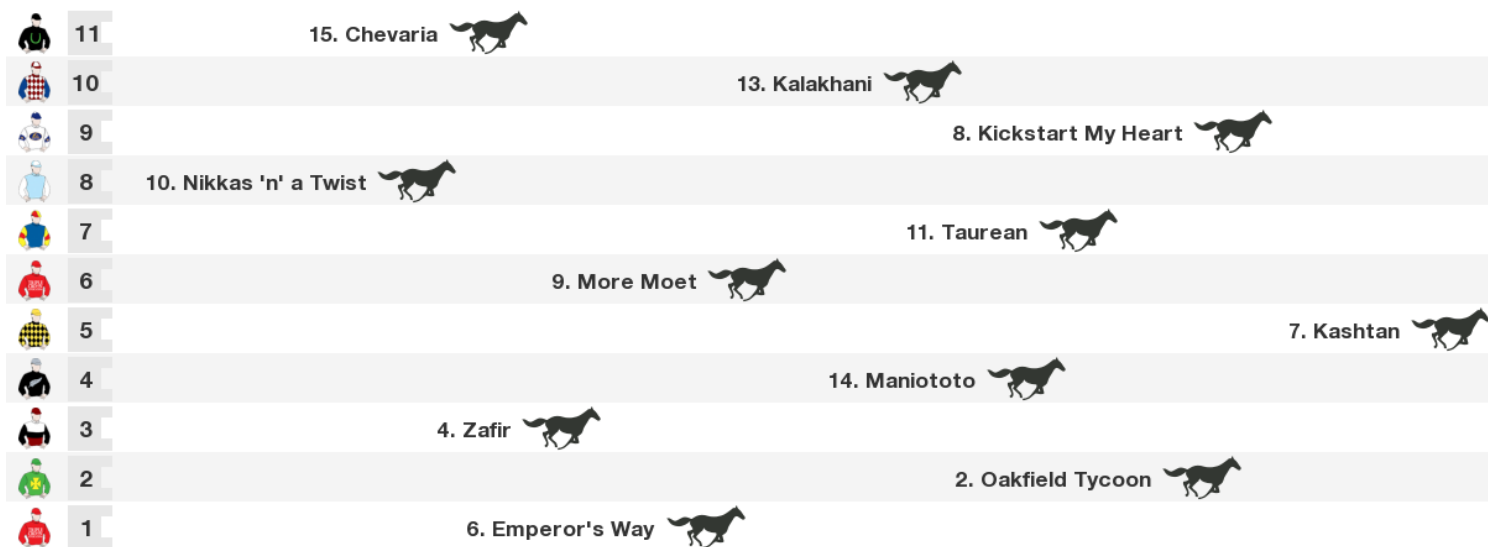 11 15. Chevaria
10 13. Kalakhani
9 8. Kickstart My Heart
8 10. Nikkas 'n' a Twist
7 11. Taurean
6 9. More Moet
5 7. Kashtan
4 14. Maniototo
3 4. Zafir
2 2. Oakfield Tycoon
1 6. Emperor's Way